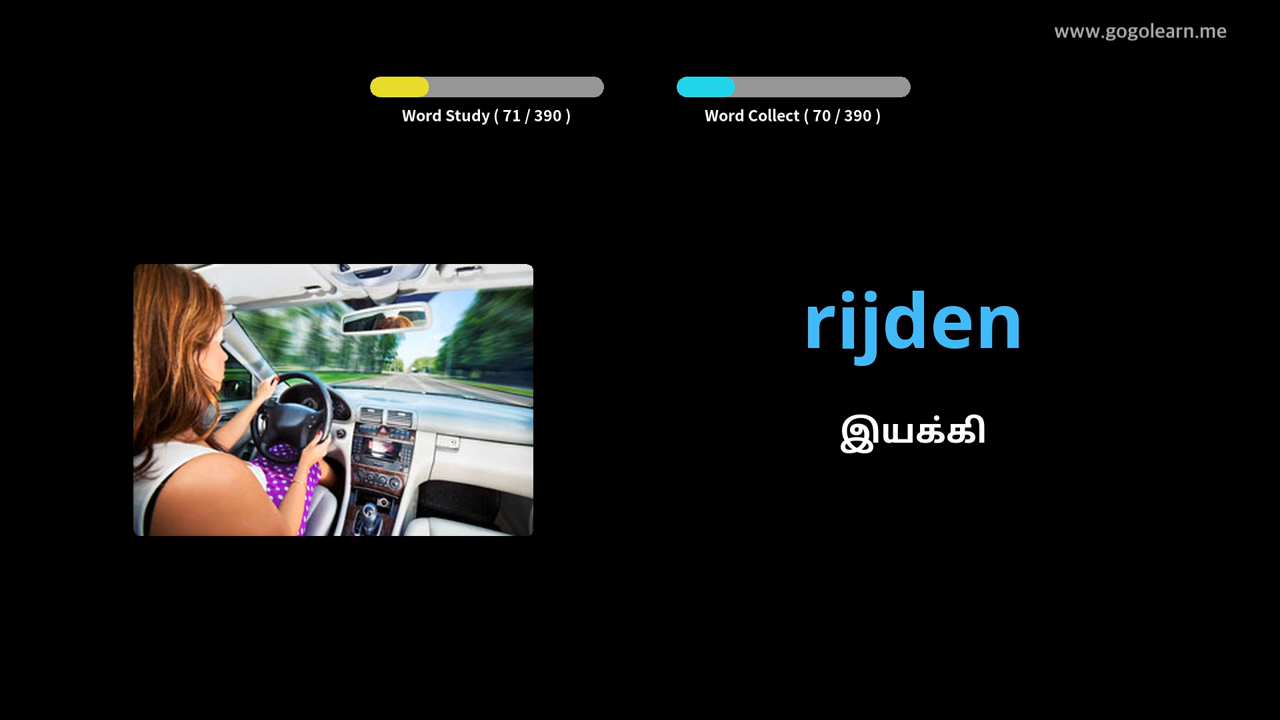 www.gogolearn.me
Word Study ( 71 / 390 )
Word Collect ( 70 / 390 )
rijden
இயக்கி